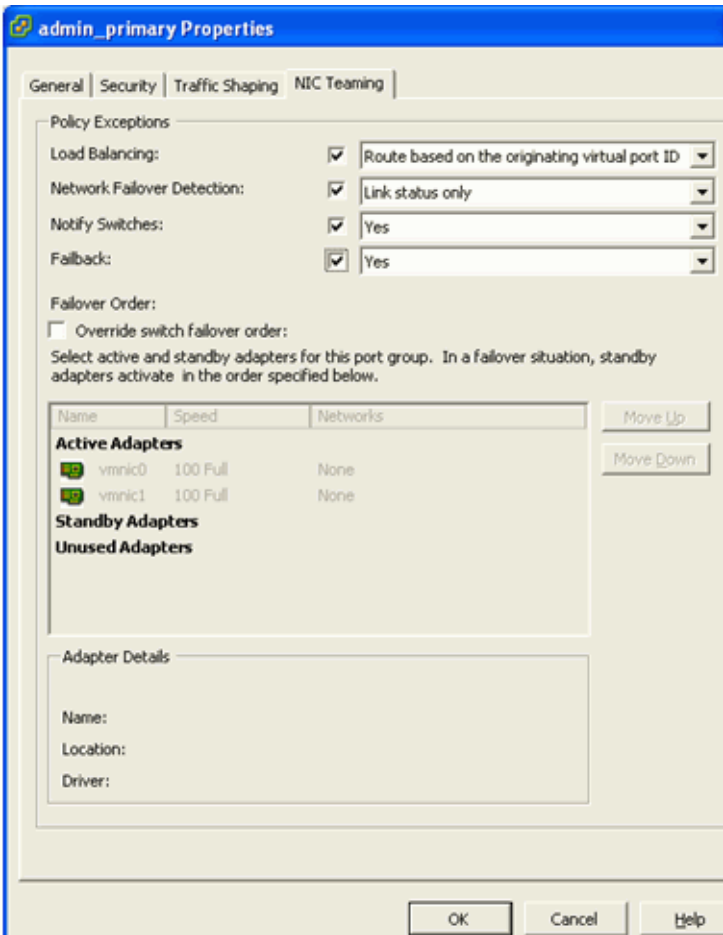 admin_primary Properties
General Security Traffic Shaping NIC Teaming
Policy Exceptions
Load Balancing: Route based on the originating virtual port ID
Network Failover Detection: Link status only
Notify Switches: Yes
Failback: Yes
Failover Order:
Override switch failover order:
Select active and standby adapters for this port group. In a failover situation, standby
adapters activate in the order specified below.
Name Speed Networks Move Up
Active Adapters
vmnic0 100 Full None Move Down
vmnic1 100 Full None
Standby Adapters
Unused Adapters
Adapter Details
Name:
Location:
Driver:
OK Cancel Help